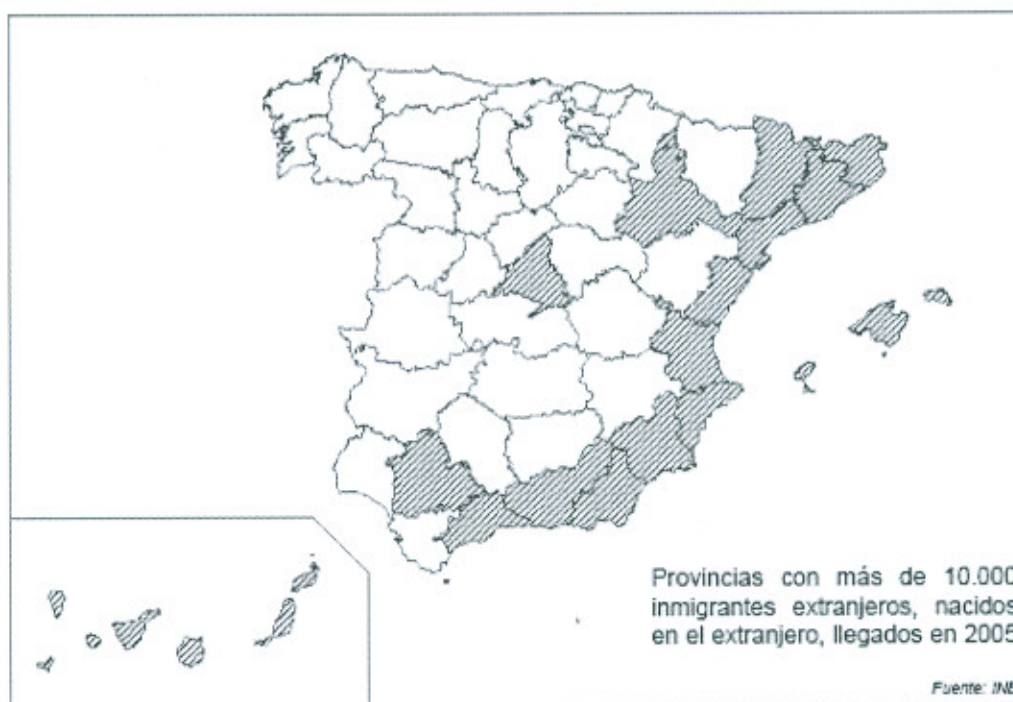 Provincias con más de 10.000
inmigrantes extranjeros, nacidos
en el extranjero, llegados en 2005
Fuente: INE